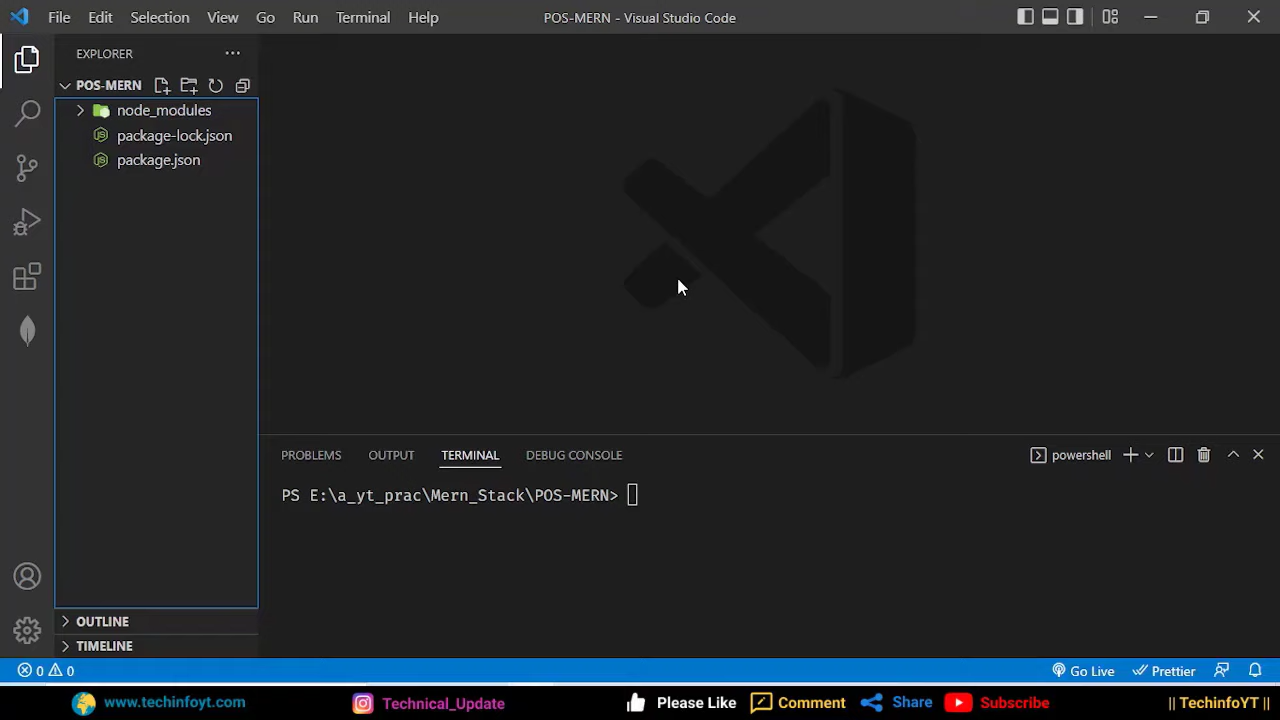 File Edit Selection View Go Run Terminal Help POS-MERN - Visual Studio Code
EXPLORER
POS-MERN
node_modules
package-lock.json
package.json
PROBLEMS OUTPUT TERMINAL DEBUG CONSOLE powershell
PS E:\a_yt_prac\Mern_Stack\POS-MERN>
OUTLINE
TIMELINE
0 0 Go Live Prettier
www.techinfoyt.com Technical_Update Please Like Comment Share Subscribe || TechinfoYT ||